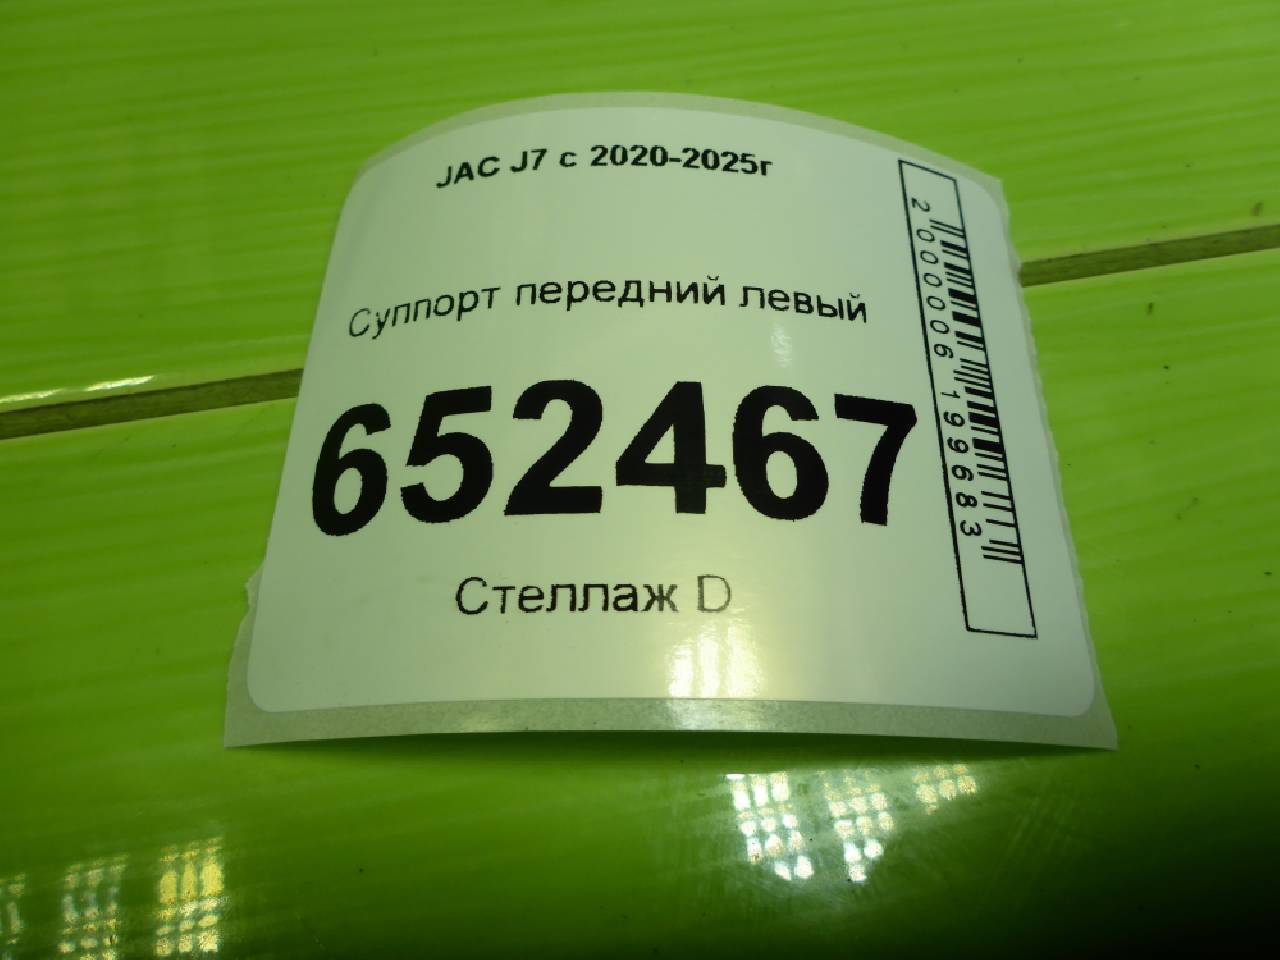 JAC J7 с 2020-2025г
Суппорт передний левый
652467
Стеллаж D
2000006199683